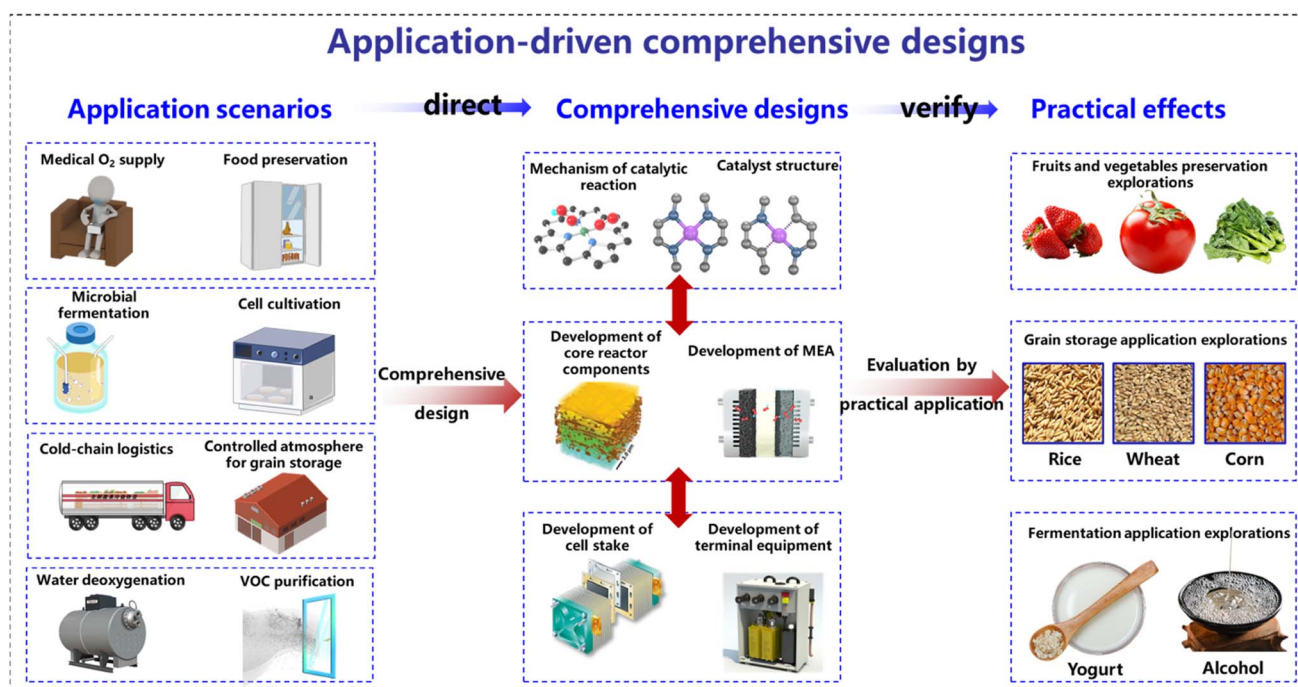 Application-driven comprehensive designs
Application scenarios
direct
Comprehensive designs
verify
Practical effects
Medical O₂ supply
Food preservation
Microbial
fermentation
Cell cultivation
Cold-chain logistics
Controlled atmosphere
for grain storage
Water deoxygenation
VOC purification
Comprehensive
design
Mechanism of catalytic
reaction
Catalyst structure
Development of
core reactor
components
Development of MEA
Development of
cell stake
Development of
terminal equipment
Evaluation by
practical application
Fruits and vegetables preservation
explorations
Grain storage application explorations
Rice
Wheat
Corn
Fermentation application explorations
Yogurt
Alcohol